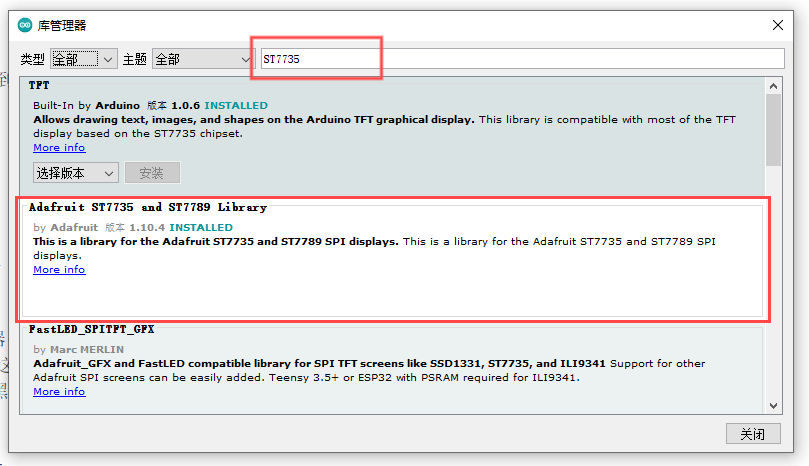 库管理器
类型 全部 主题 全部 ST7735
TFT
Built-In by Arduino 版本 1.0.6 INSTALLED
Allows drawing text, images, and shapes on the Arduino TFT graphical display. This library is compatible with most of the TFT
display based on the ST7735 chipset.
More info
选择版本 安装
Adafruit ST7735 and ST7789 Library
by Adafruit 版本 1.10.4 INSTALLED
This is a library for the Adafruit ST7735 and ST7789 SPI displays. This is a library for the Adafruit ST7735 and ST7789 SPI
displays.
More info
FastLED_SPITFT_GFX
by Marc MERLIN
Adafruit_GFX and FastLED compatible library for SPI TFT screens like SSD1331, ST7735, and ILI9341 Support for other
Adafruit SPI screens can be easily added. Teensy 3.5+ or ESP32 with PSRAM required for ILI9341.
More info
关闭